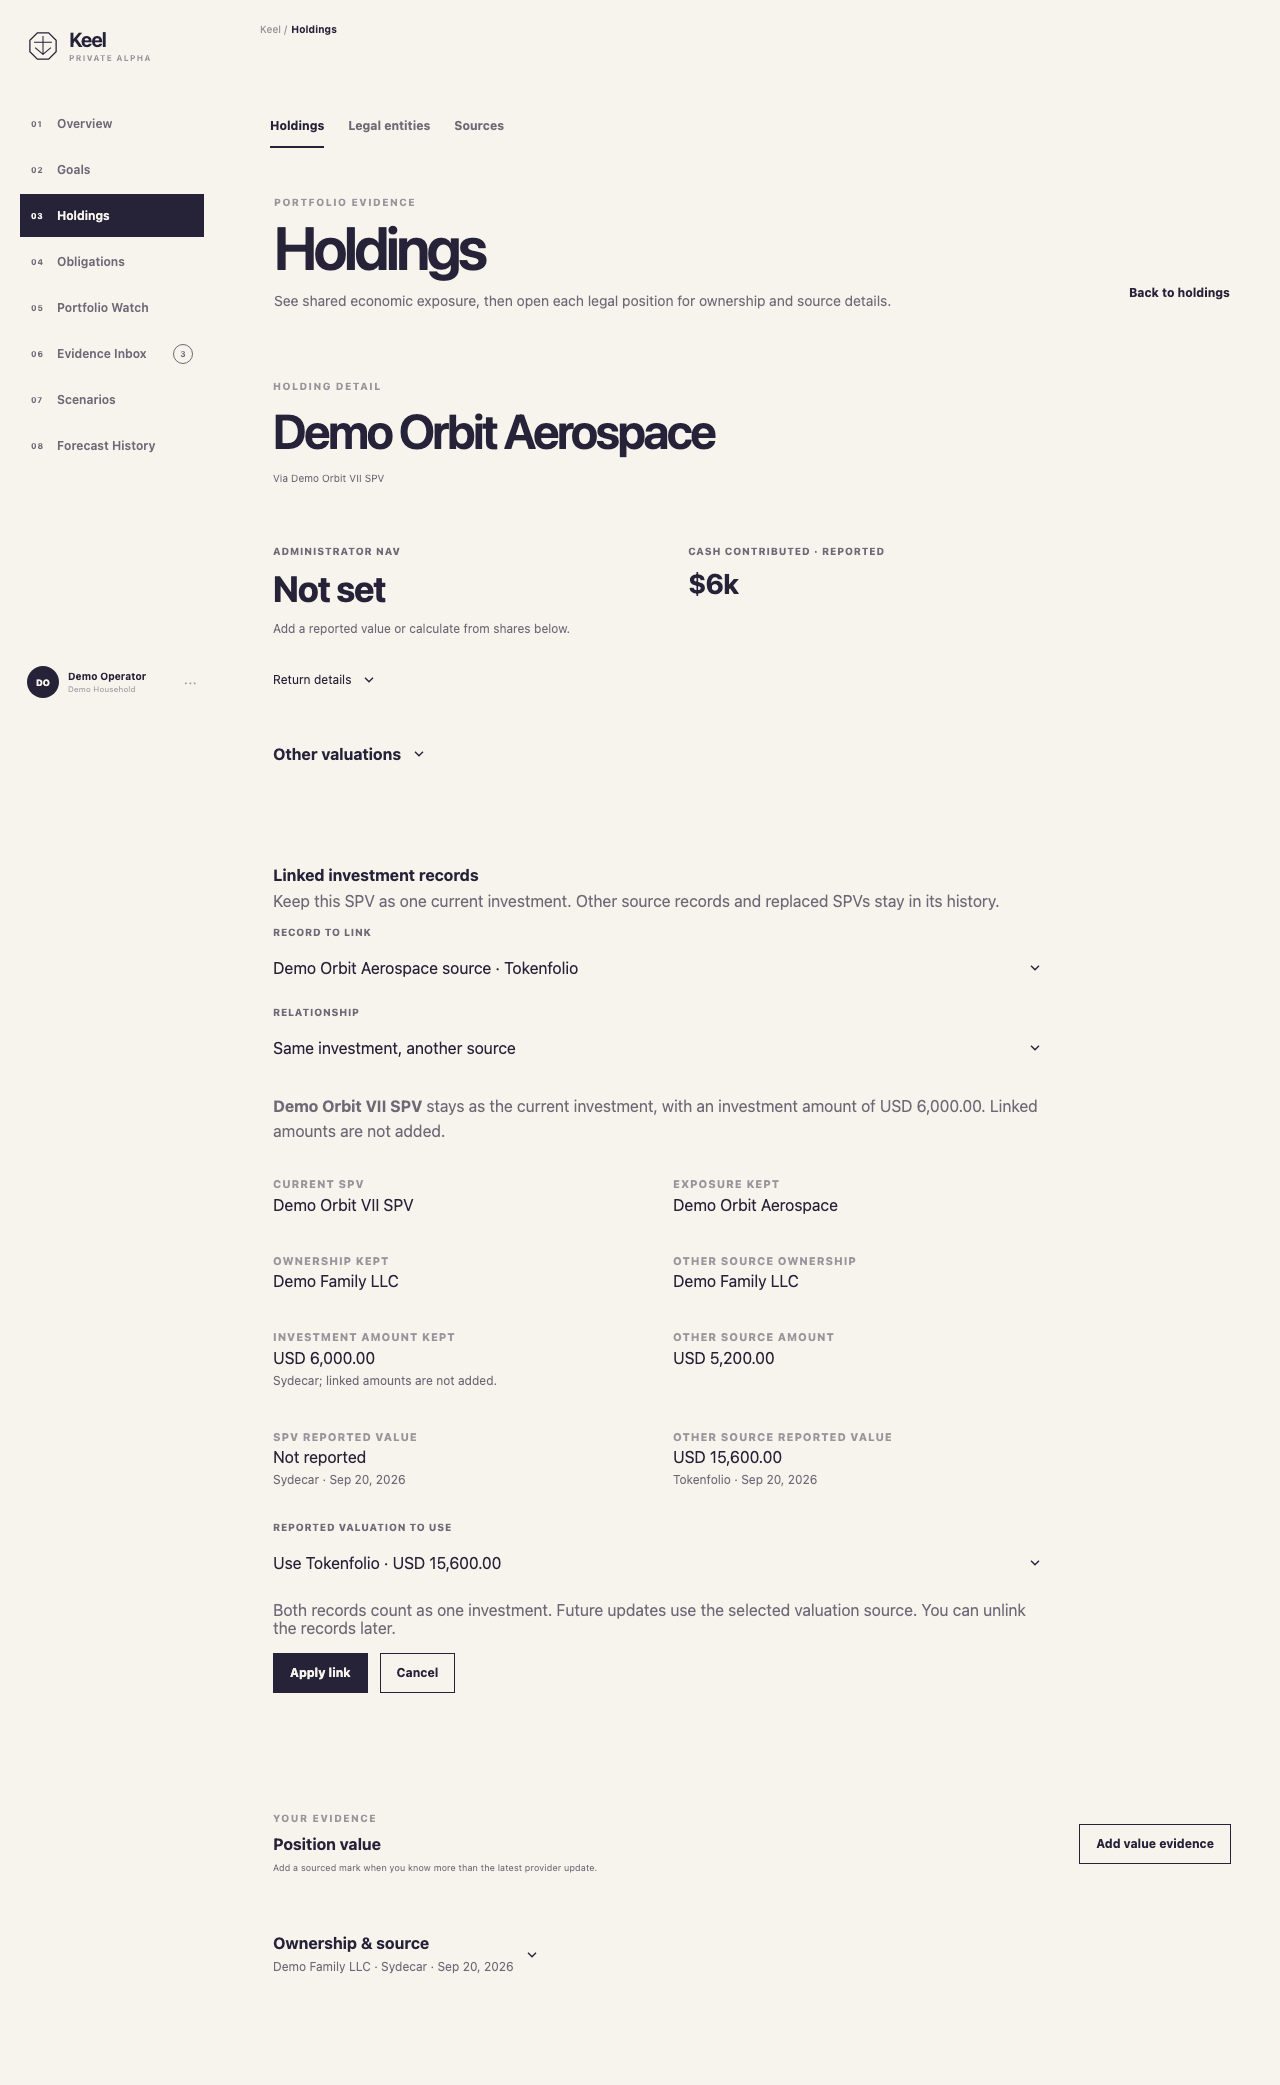 Keel
PRIVATE ALPHA
Keel / Holdings
01 Overview
02 Goals
03 Holdings
04 Obligations
05 Portfolio Watch
06 Evidence Inbox 3
07 Scenarios
08 Forecast History
DO Demo Operator ...
Demo Household
Holdings Legal entities Sources
PORTFOLIO EVIDENCE
Holdings
See shared economic exposure, then open each legal position for ownership and source details.
Back to holdings
HOLDING DETAIL
Demo Orbit Aerospace
Via Demo Orbit VII SPV
ADMINISTRATOR NAV
Not set
Add a reported value or calculate from shares below.
CASH CONTRIBUTED · REPORTED
$6k
Return details
Other valuations
Linked investment records
Keep this SPV as one current investment. Other source records and replaced SPVs stay in its history.
RECORD TO LINK
Demo Orbit Aerospace source · Tokenfolio
RELATIONSHIP
Same investment, another source
Demo Orbit VII SPV stays as the current investment, with an investment amount of USD 6,000.00. Linked
amounts are not added.
CURRENT SPV
Demo Orbit VII SPV
EXPOSURE KEPT
Demo Orbit Aerospace
OWNERSHIP KEPT
Demo Family LLC
OTHER SOURCE OWNERSHIP
Demo Family LLC
INVESTMENT AMOUNT KEPT
USD 6,000.00
Sydecar; linked amounts are not added.
OTHER SOURCE AMOUNT
USD 5,200.00
SPV REPORTED VALUE
Not reported
Sydecar · Sep 20, 2026
OTHER SOURCE REPORTED VALUE
USD 15,600.00
Tokenfolio · Sep 20, 2026
REPORTED VALUATION TO USE
Use Tokenfolio · USD 15,600.00
Both records count as one investment. Future updates use the selected valuation source. You can unlink
the records later.
Apply link
Cancel
YOUR EVIDENCE
Position value
Add a sourced mark when you know more than the latest provider update.
Add value evidence
Ownership & source
Demo Family LLC · Sydecar · Sep 20, 2026